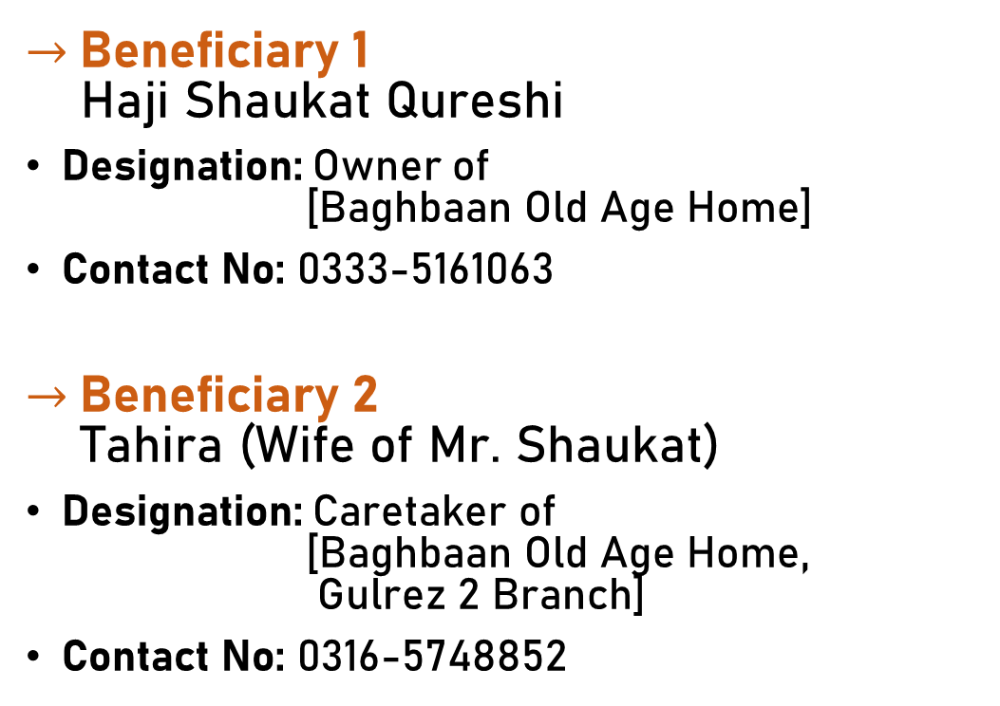 → Beneficiary 1
Haji Shaukat Qureshi
• Designation: Owner of
[Baghbaan Old Age Home]
• Contact No: 0333-5161063
→ Beneficiary 2
Tahira (Wife of Mr. Shaukat)
• Designation: Caretaker of
[Baghbaan Old Age Home,
Gulrez 2 Branch]
• Contact No: 0316-5748852